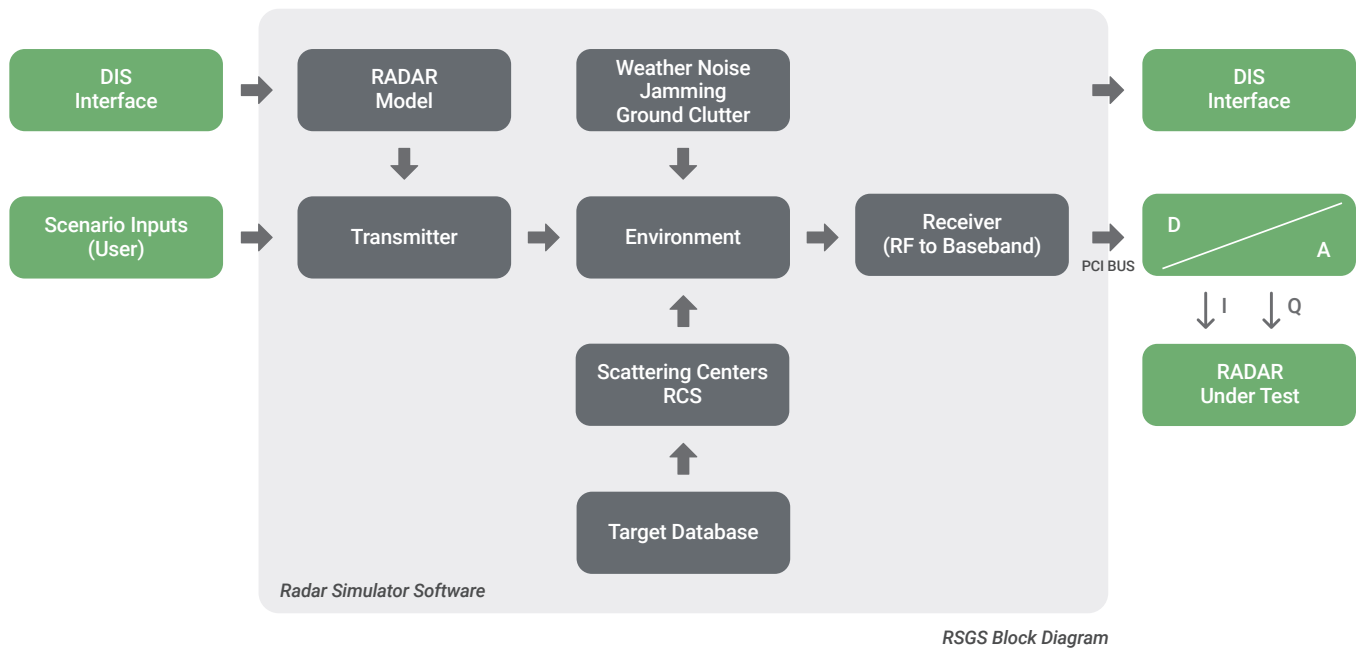 DIS
Interface
RADAR
Model
Weather Noise
Jamming
Ground Clutter
DIS
Interface
Scenario Inputs
(User)
Transmitter
Environment
Receiver
(RF to Baseband)
PCI BUS
D
A
I
Q
Scattering Centers
RCS
RADAR
Under Test
Target Database
Radar Simulator Software
RSGS Block Diagram